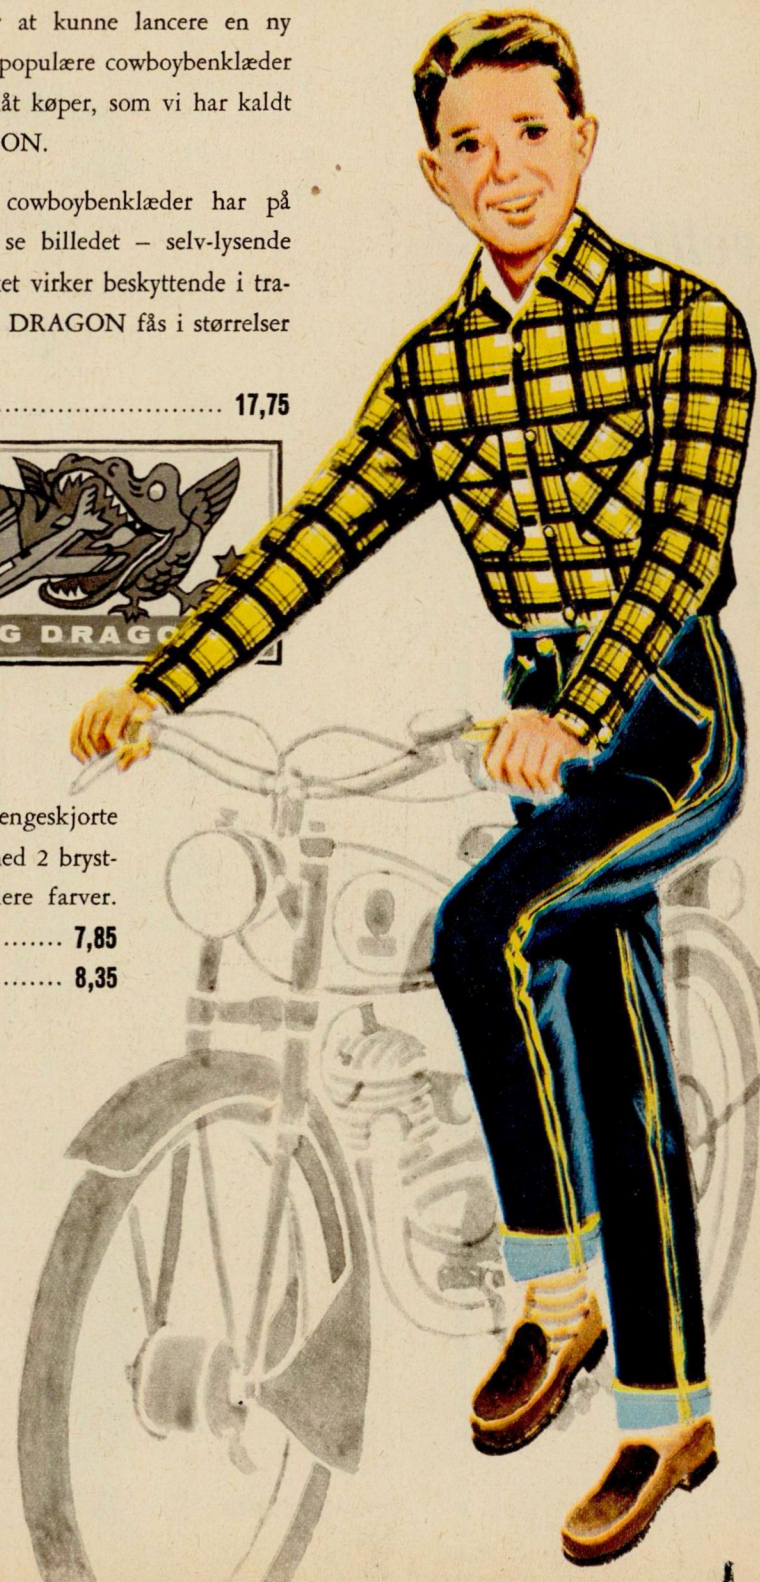 at kunne lancere en ny
populære cowboybenklæder
køper, som vi har kaldt
ON.
cowboybenklæder har på
se billedet – selv-lysende
et virker beskyttende i tra-
DRAGON fås i størrelser
........................... 17,75
G DRAGO
engeskjorte
ed 2 bryst-
ere farver.
....... 7,85
....... 8,35